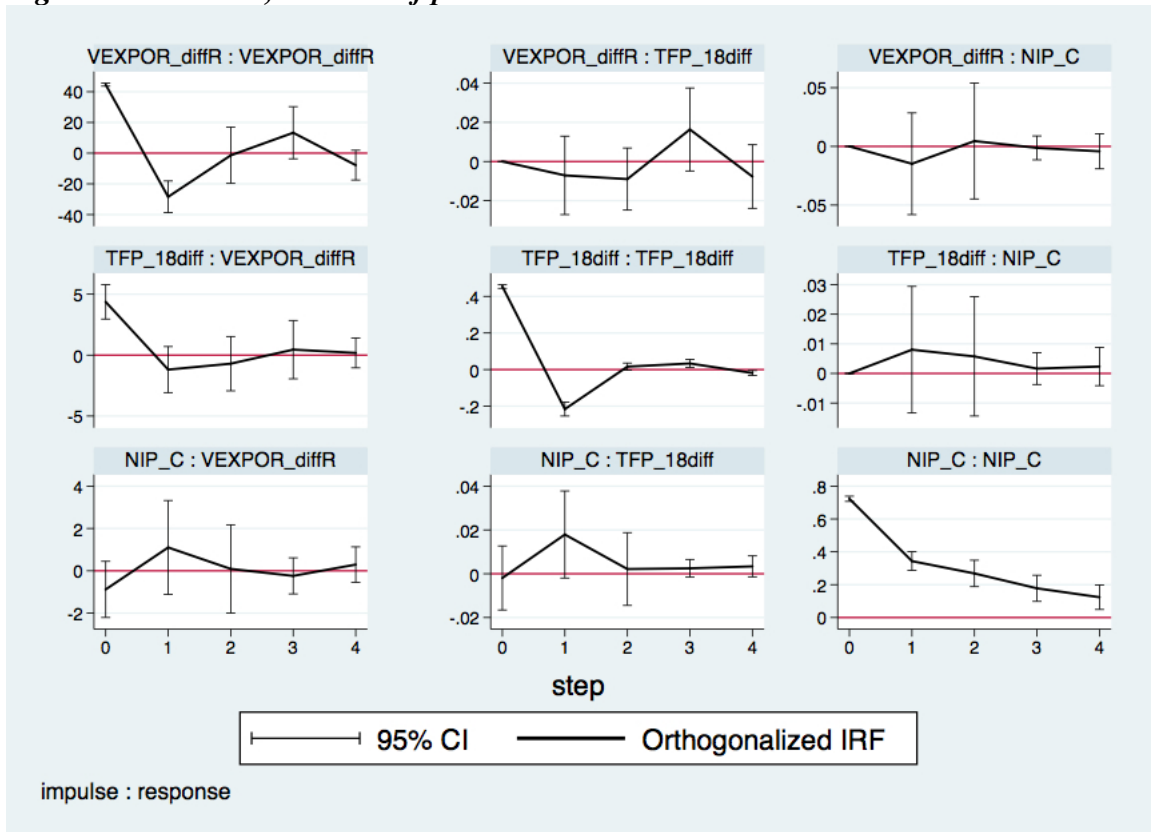 VEXPOR_diffR : VEXPOR_diffR
VEXPOR_diffR : TFP_18diff
VEXPOR_diffR : NIP_C
40
20
0
-20
-40
.04
.02
0
-.02
.05
0
-.05
TFP_18diff : VEXPOR_diffR
TFP_18diff : TFP_18diff
TFP_18diff : NIP_C
5
0
-5
.4
.2
0
-.2
.03
.02
.01
0
-.01
NIP_C : VEXPOR_diffR
NIP_C : TFP_18diff
NIP_C : NIP_C
4
2
0
-2
.04
.02
0
-.02
.8
.6
.4
.2
0
0 1 2 3 4
0 1 2 3 4
0 1 2 3 4
step
95% CI
Orthogonalized IRF
impulse : response